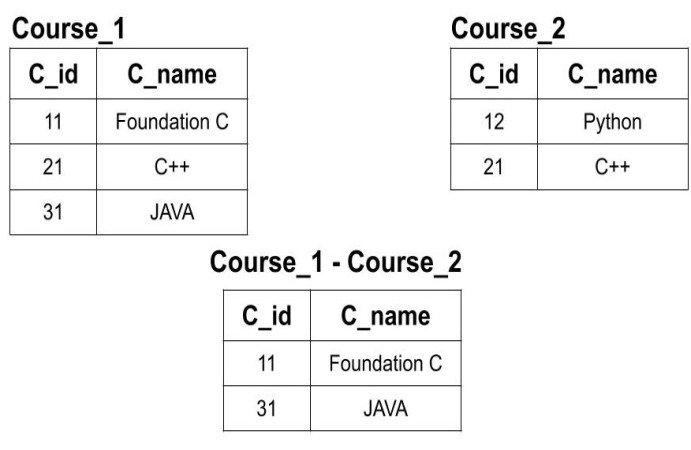 Course_1
C_id C_name
11 Foundation C
21 C++
31 JAVA
Course_2
C_id C_name
12 Python
21 C++
Course_1 - Course_2
C_id C_name
11 Foundation C
31 JAVA